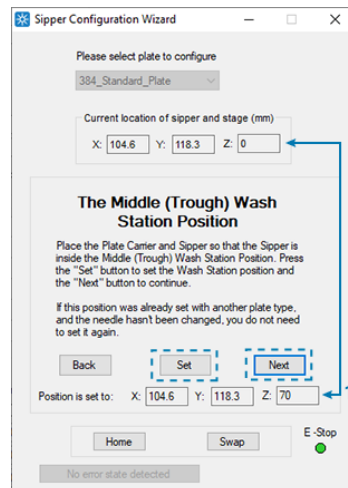 Sipper Configuration Wizard
Please select plate to configure
384_Standard_Plate
Current location of sipper and stage (mm)
X: 104.6 Y: 118.3 Z: 0
The Middle (Trough) Wash
Station Position
Place the Plate Carrier and Sipper so that the Sipper is
inside the Middle (Trough) Wash Station Position. Press
the "Set" button to set the Wash Station position and
the "Next" button to continue.
If this position was already set with another plate type,
and the needle hasn't been changed, you do not need
to set it again.
Back Set Next
Position is set to: X: 104.6 Y: 118.3 Z: 70
Home Swap E -Stop
No error state detected